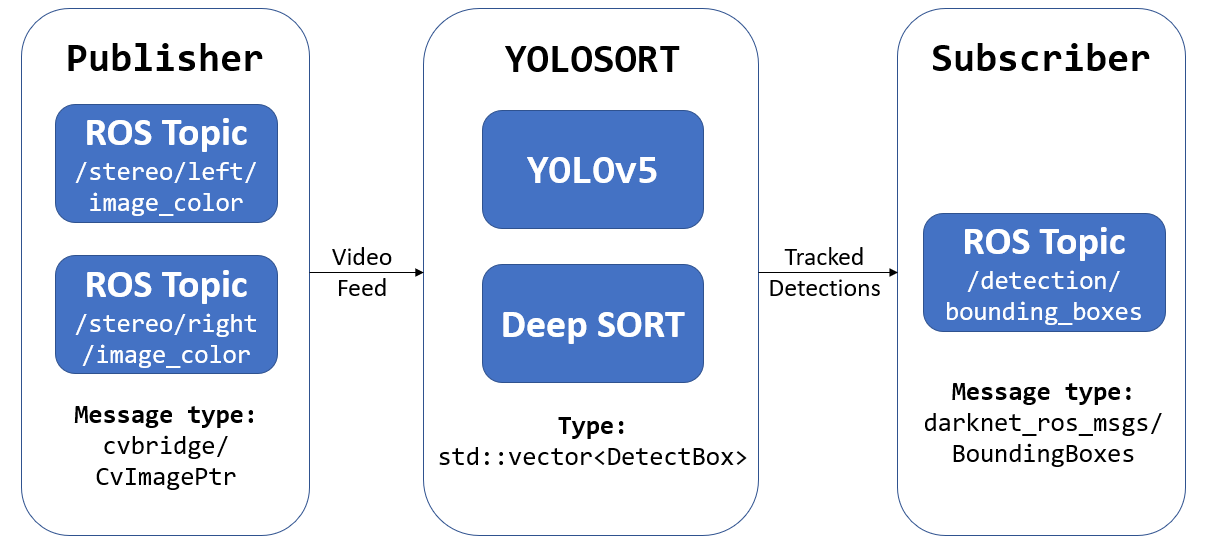 Publisher
ROS Topic
/stereo/left/
image_color
ROS Topic
/stereo/right
/image_color
Message type:
cvbridge/
CvImagePtr
Video
Feed
YOLOSORT
YOLOv5
Deep SORT
Type:
std::vector<DetectBox>
Tracked
Detections
Subscriber
ROS Topic
/detection/
bounding_boxes
Message type:
darknet_ros_msgs/
BoundingBoxes